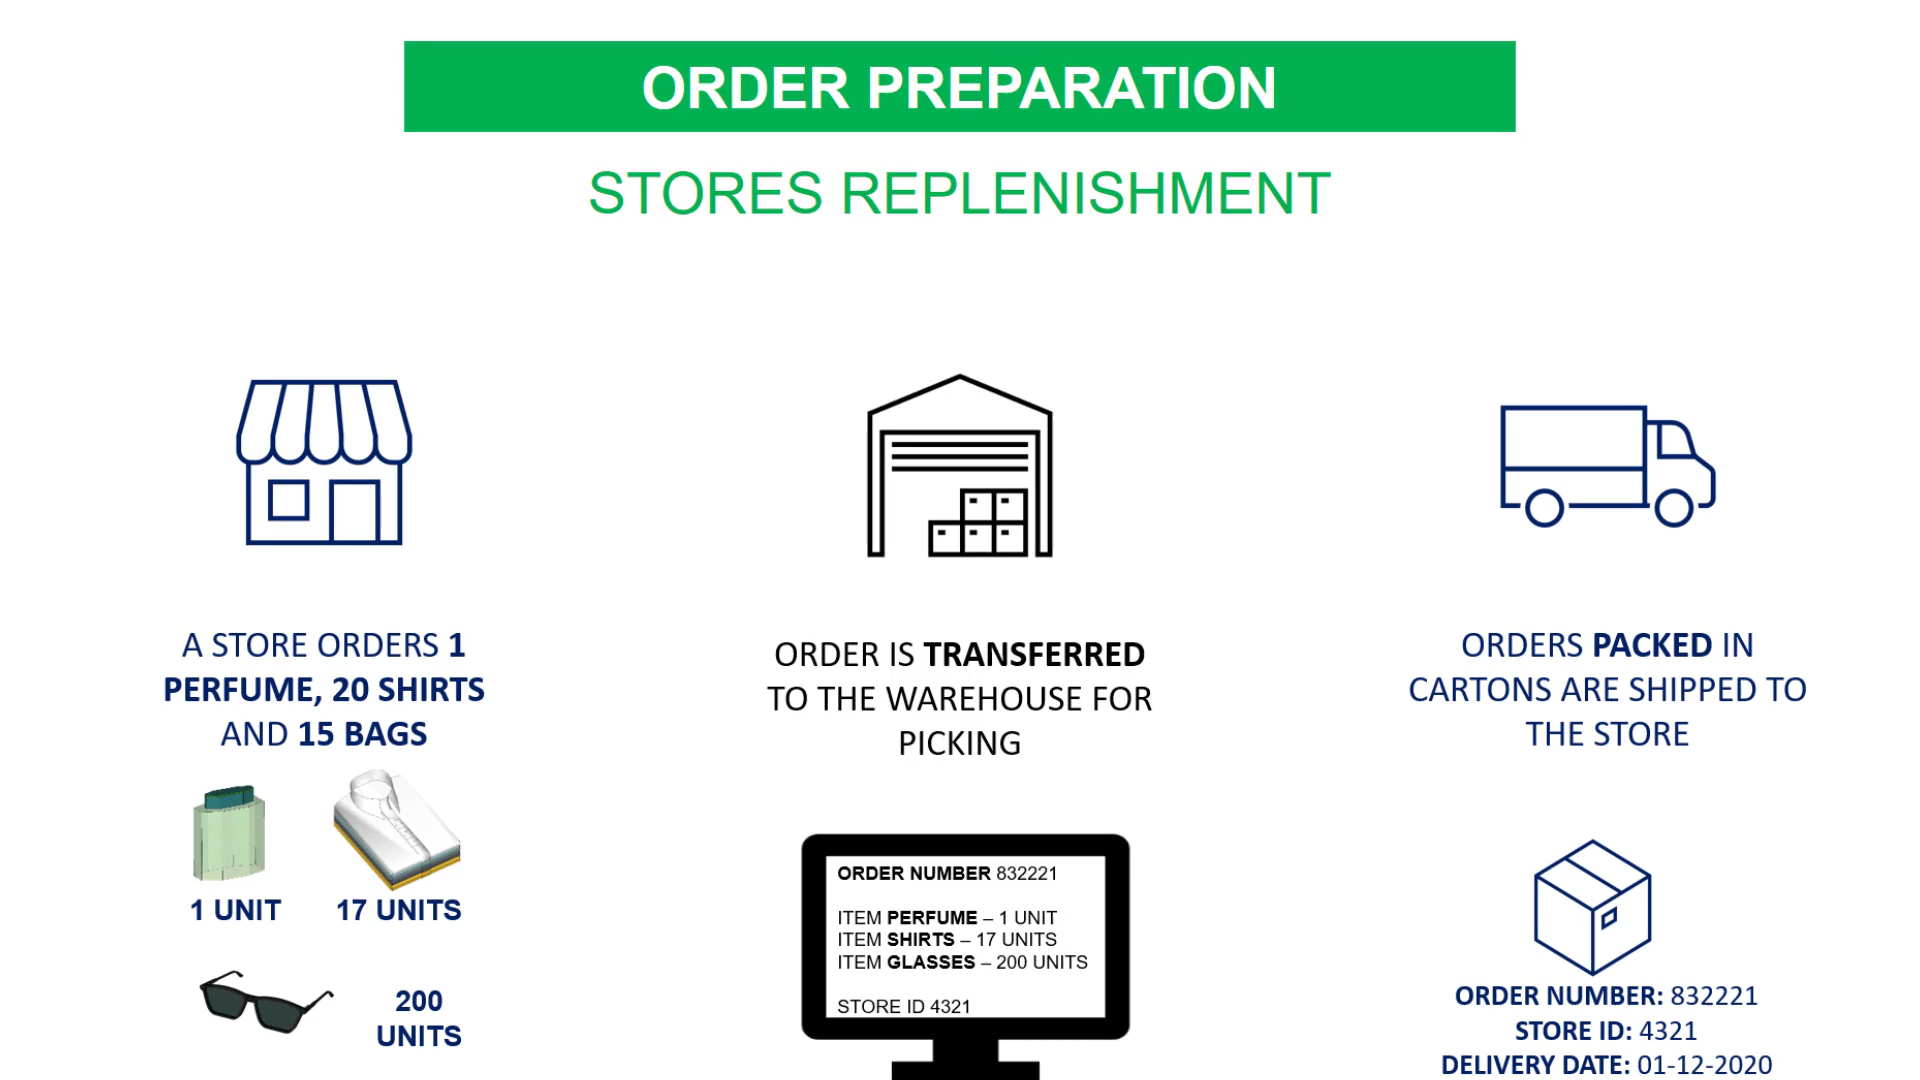 ORDER PREPARATION
STORES REPLENISHMENT
A STORE ORDERS 1
PERFUME, 20 SHIRTS
AND 15 BAGS
1 UNIT
17 UNITS
200
UNITS
ORDER IS TRANSFERRED
TO THE WAREHOUSE FOR
PICKING
ORDER NUMBER 832221
ITEM PERFUME – 1 UNIT
ITEM SHIRTS – 17 UNITS
ITEM GLASSES – 200 UNITS
STORE ID 4321
ORDERS PACKED IN
CARTONS ARE SHIPPED TO
THE STORE
ORDER NUMBER: 832221
STORE ID: 4321
DELIVERY DATE: 01-12-2020